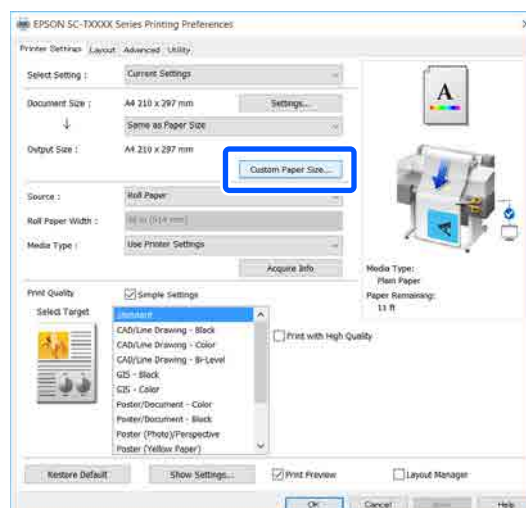 EPSON SC-TXXXX Series Printing Preferences
Printer Settings Layout Advanced Utility
Select Setting : Current Settings
Document Size : A4 210 x 297 mm Settings...
Same as Paper Size
Output Size : A4 210 x 297 mm
Custom Paper Size...
Source : Roll Paper
Roll Paper Width :
Media Type : Use Printer Settings
Acquire Info
Media Type:
Plain Paper
Paper Remaining:
11 ft
Print Quality Simple Settings
Select Target
Standard
CAD/Line Drawing - Black
CAD/Line Drawing - Color
CAD/Line Drawing - Bi-Level
GIS - Black
GIS - Color
Poster/Document - Color
Poster/Document - Black
Poster (Photo)/Perspective
Poster (Yellow Paper)
Print with High Quality
Restore Default Show Settings... Print Preview Layout Manager
OK Cancel Help
A
A